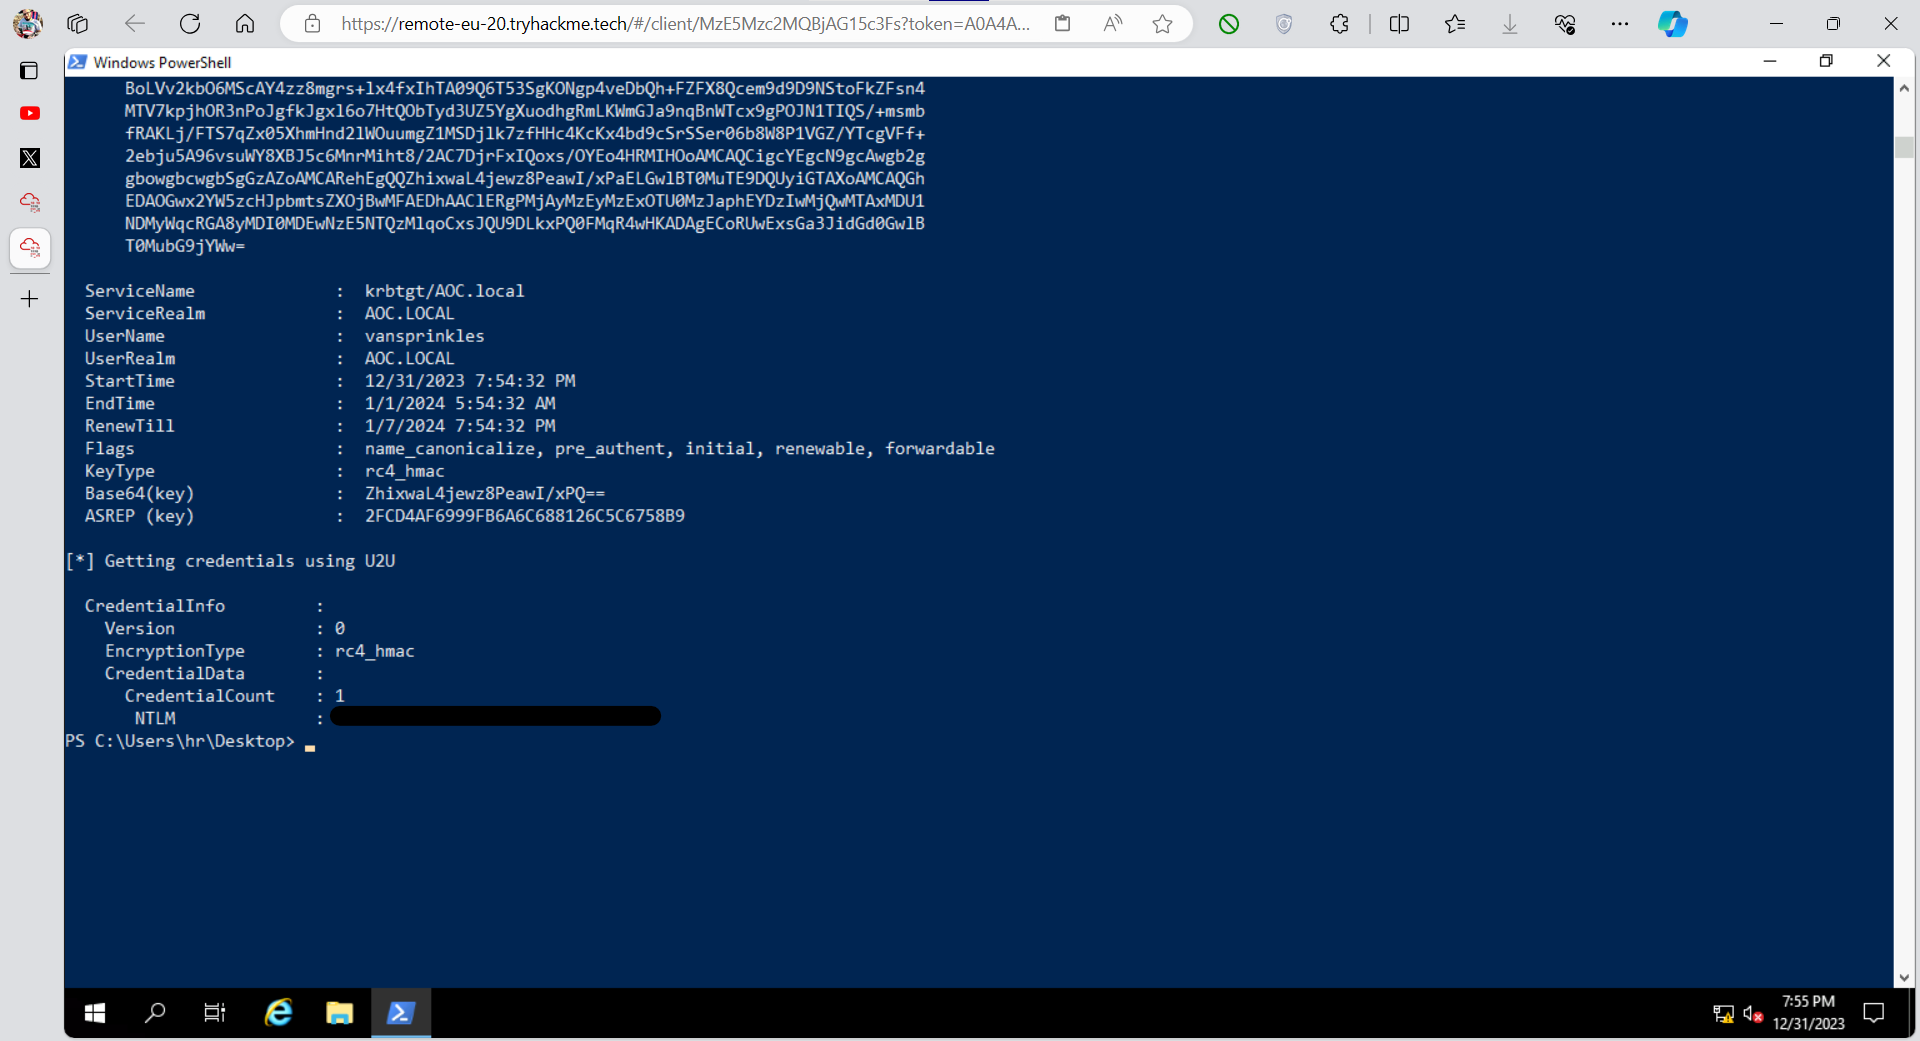 https://remote-eu-20.tryhackme.tech/#/client/MzE5Mzc2MQBjAG15c3Fs?token=A0A4A...
Windows PowerShell
BoLVv2kbO6MScAY4zz8mgrs+lx4fxIhTA09Q6T53SgKONgp4veDbQh+FZFX8Qcem9d9D9NStoFkZFsn4
MTV7kpjhOR3nPoJgfkJgxl6o7HtQObTyd3UZ5YgXuodhgRmLKWmGJa9nqBnWTcx9gPOJN1TIQS/+msmb
fRAKLj/FTS7qZx05XhmHnd2lWOuumgZ1MSDjlk7zfHHc4KcKx4bd9cSrSSer06b8W8P1VGZ/YTcgVFf+
2ebju5A96vsuWY8XBJ5c6MnrMiht8/2AC7DjrFxIQoxs/OYEo4HRMIHOoAMCAQCigcYEgcN9gcAwgb2g
gbowgbcwgbSgGzAZoAMCARehEgQQZhixwaL4jewz8PeawI/xPaELGwlBT0MuTE9DQUyiGTAXoAMCAQGh
EDAOGwx2YW5zcHJpbmtsZXOjBwMFAEDhAAClERgPMjAyMzEyMzExOTU0MzJaphEYDzIwMjQwMTAxMDU1
NDMyWqcRGA8yMDI0MDEwNzE5NTQzMlqoCxsJQU9DLkxPQ0FMqR4wHKADAgECoRUwExsGa3JidGd0GwlB
T0MubG9jYWw=
ServiceName : krbtgt/AOC.local
ServiceRealm : AOC.LOCAL
UserName : vansprinkles
UserRealm : AOC.LOCAL
StartTime : 12/31/2023 7:54:32 PM
EndTime : 1/1/2024 5:54:32 AM
RenewTill : 1/7/2024 7:54:32 PM
Flags : name_canonicalize, pre_authent, initial, renewable, forwardable
KeyType : rc4_hmac
Base64(key) : ZhixwaL4jewz8PeawI/xPQ==
ASREP (key) : 2FCD4AF6999FB6A6C688126C5C6758B9
[*] Getting credentials using U2U
CredentialInfo :
Version : 0
EncryptionType : rc4_hmac
CredentialData :
CredentialCount : 1
NTLM :
PS C:\Users\hr\Desktop>
7:55 PM
12/31/2023